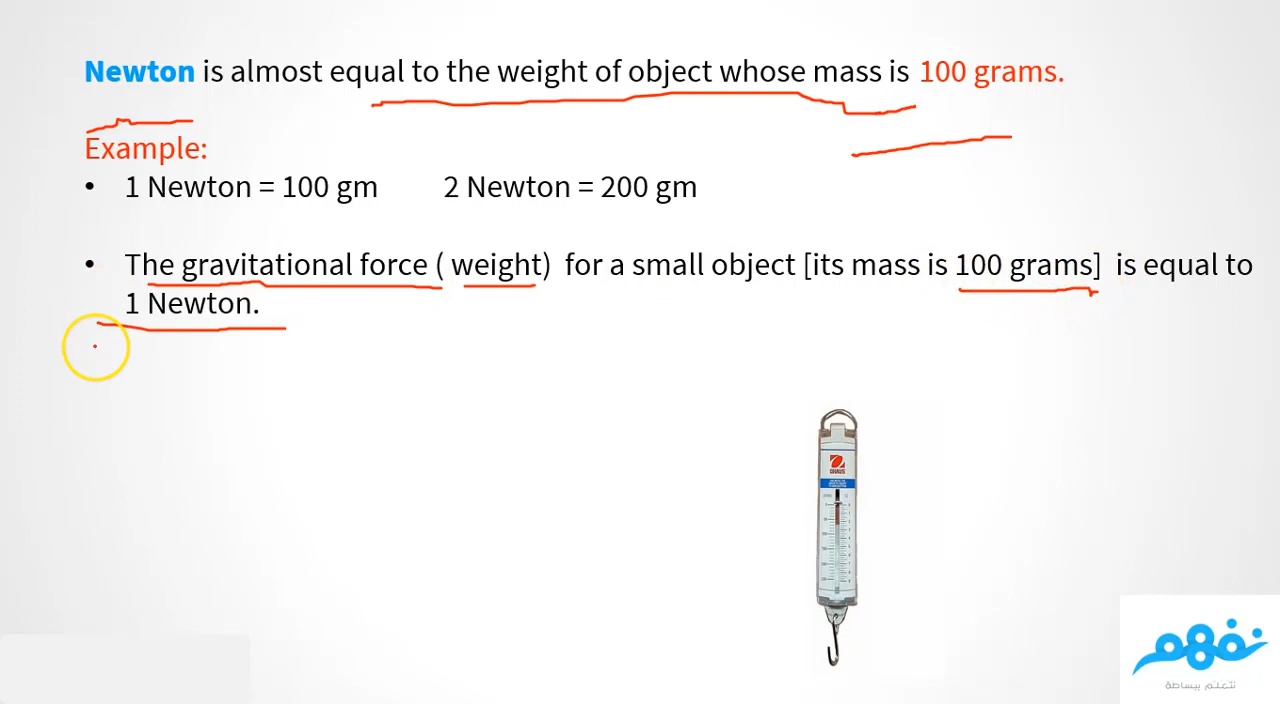 Newton is almost equal to the weight of object whose mass is 100 grams.
Example:
• 1 Newton = 100 gm 2 Newton = 200 gm
• The gravitational force ( weight) for a small object [its mass is 100 grams] is equal to
1 Newton.
OHAUS
نفهم
نتعلم ببساطة